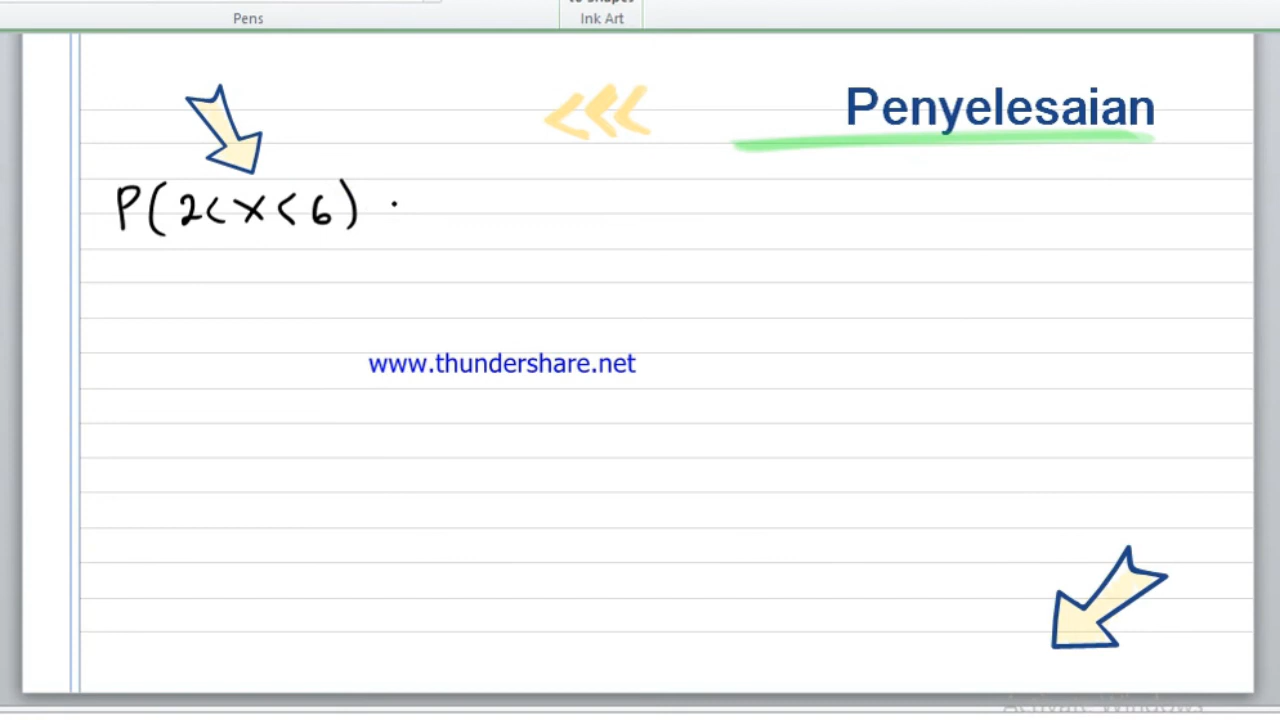 Pens
Ink Art
Penyelesaian
P(2<x<6)
www.thundershare.net